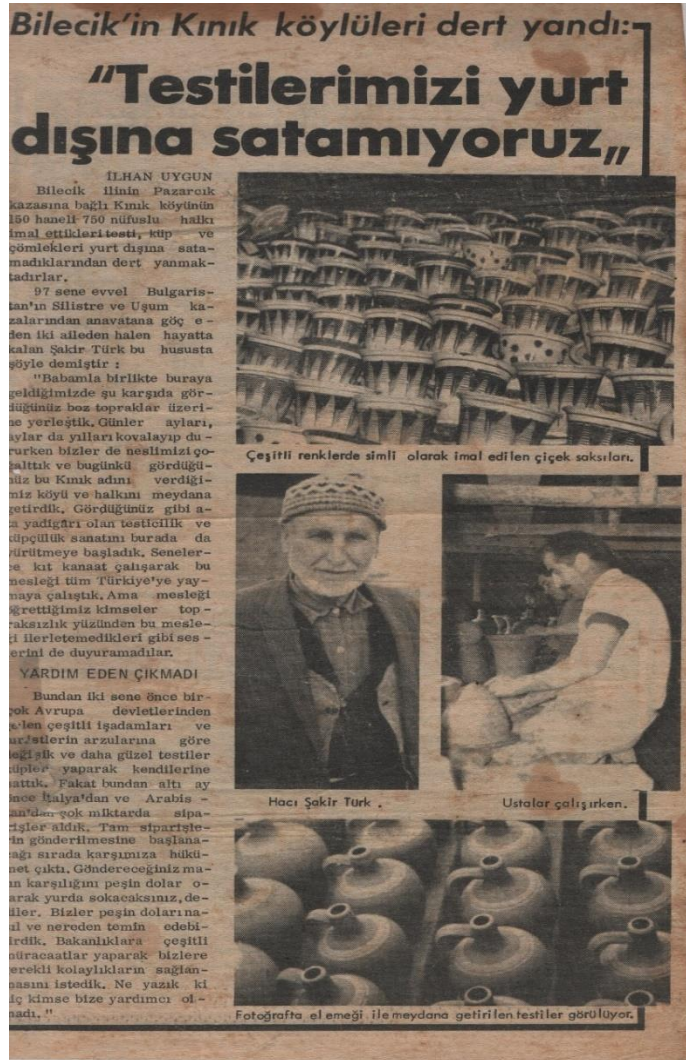 Bilecik'in Kınık köylüleri dert yandı:
"Testilerimizi yurt
dışına satamıyoruz„
İLHAN UYGUN
Bilecik ilinin Pazarcık
kazasına bağlı Kınık köyünün
150 haneli 750 nüfuslu halkı
imal ettikleri testi, küp ve
çömlekleri yurt dışına sata-
madıklarından dert yanmak-
tadırlar.
97 sene evvel Bulgaris-
tan'ın Silistre ve Uşum ka-
zalarından anavatana göç e-
den iki aileden halen hayatta
kalan Şakir Türk bu hususta
şöyle demiştir :
"Babamla birlikte buraya
geldiğimizde şu karşıda gör-
düğünüz boz topraklar üzeri-
ne yerleştik. Günler ayları,
aylar da yılları kovalayıp du-
rurken bizler de neslimizi ço-
ğalttık ve bugünkü gördüğü-
nüz bu Kınık adını verdiği-
miz köyü ve halkını meydana
getirdik. Gördüğünüz gibi a-
ta yadigârı olan testicilik ve
küpçülük sanatını burada da
yürütmeye başladık. Seneler-
ce kıt kanaat çalışarak bu
mesleği tüm Türkiye'ye yay-
maya çalıştık. Ama mesleği
öğrettiğimiz kimseler top-
raksızlık yüzünden bu mesle-
ği ilerletemedikleri gibi ses-
lerini de duyuramadılar.
YARDIM EDEN ÇIKMADI
Bundan iki sene önce bir-
çok Avrupa devletlerinden
gelen çeşitli işadamları ve
turistlerin arzularına göre
değişik ve daha güzel testiler
küpler yaparak kendilerine
sattık. Fakat bundan altı ay
önce İtalya'dan ve Arabis-
tan'dan çok miktarda sipa-
rişler aldık. Tam siparişle-
rin gönderilmesine başlana-
cağı sırada karşımıza hükü-
met çıktı. Göndereceğiniz ma-
ın karşılığını peşin dolar o-
larak yurda sokacaksınız, de-
diler. Bizler peşin doları na-
sıl ve nereden temin edebi-
lirdik. Bakanlıklara çeşitli
müracaatlar yaparak bizlere
gerekli kolaylıkların sağlan-
masını istedik. Ne yazık ki
hiç kimse bize yardımcı ol-
madı."
Çeşitli renklerde simli olarak imal edilen çiçek saksıları.
Hacı Şakir Türk .
Ustalar çalışırken.
Fotoğrafta el emeği ile meydana getirilen testiler görülüyor.